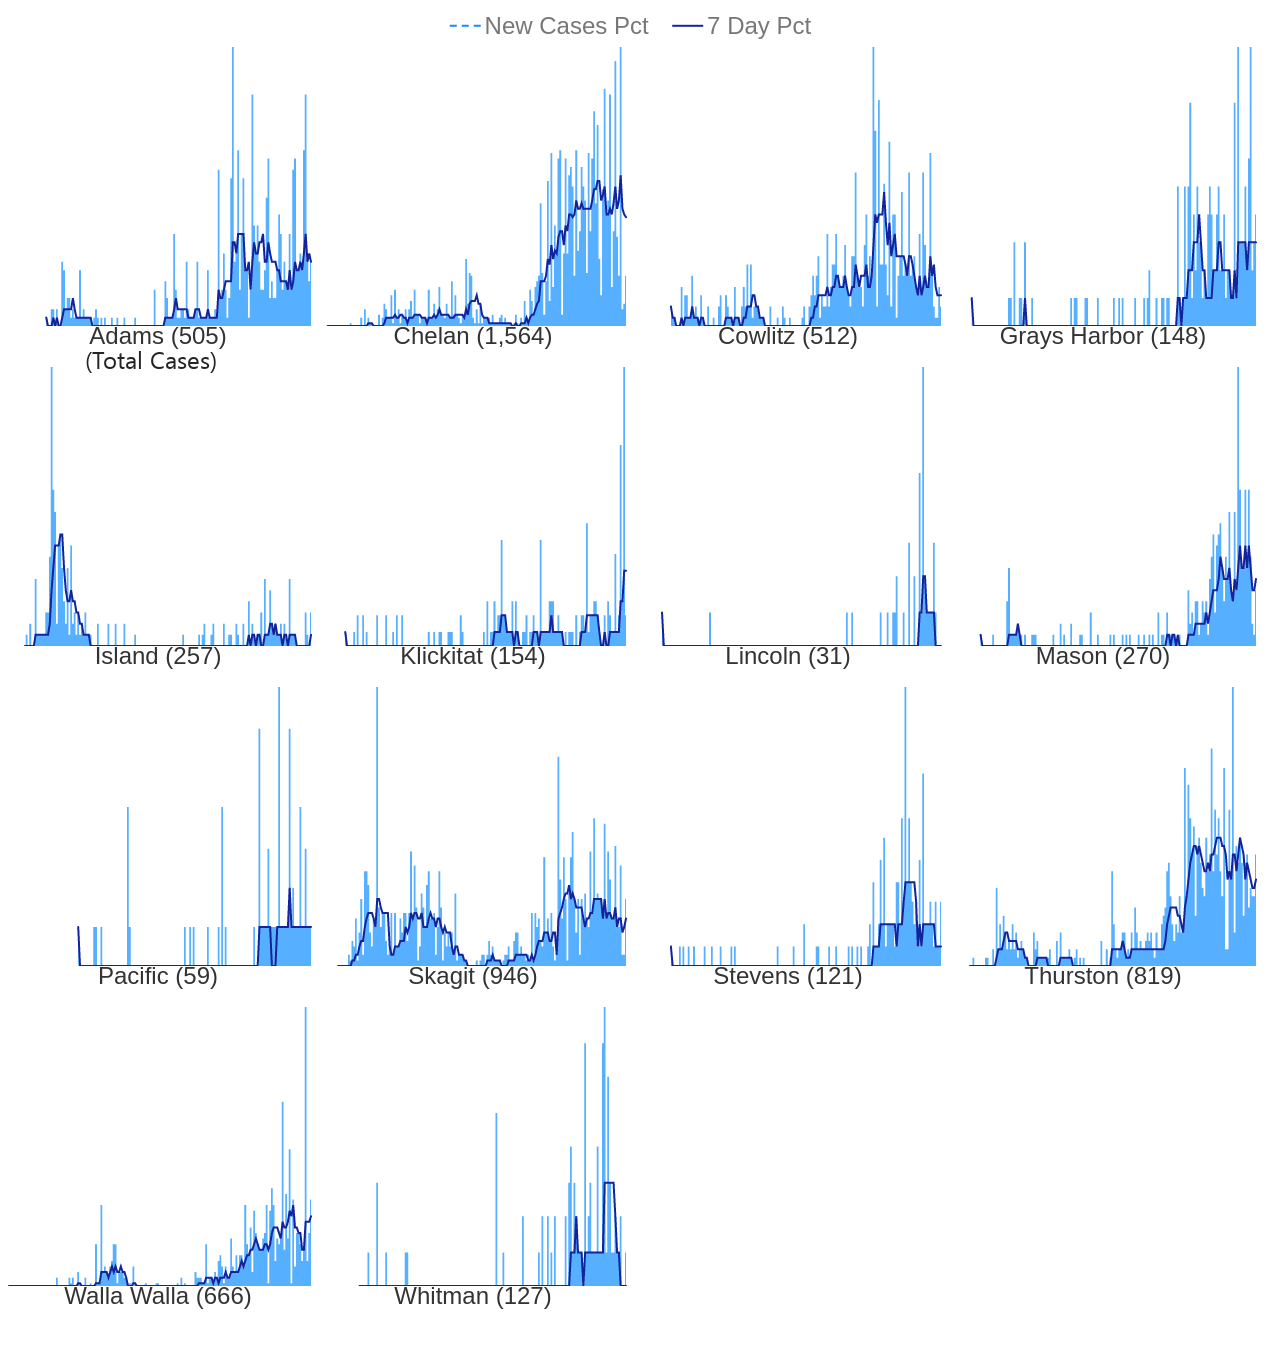 New Cases Pct 7 Day Pct
Adams (505) Chelan (1,564) Cowlitz (512) Grays Harbor (148)
(Total Cases)
Island (257) Klickitat (154) Lincoln (31) Mason (270)
Pacific (59) Skagit (946) Stevens (121) Thurston (819)
Walla Walla (666) Whitman (127)